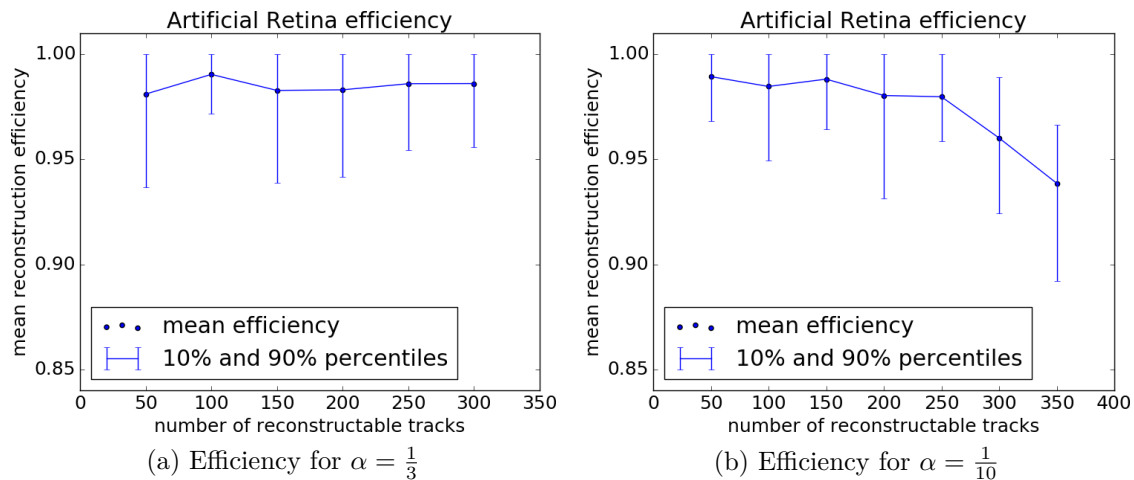 Artificial Retina efficiency
1.00
0.95
0.90
0.85
mean reconstruction efficiency
mean efficiency
10% and 90% percentiles
0 50 100 150 200 250 300 350
number of reconstructable tracks
(a) Efficiency for α = 1/3
Artificial Retina efficiency
1.00
0.95
0.90
0.85
mean reconstruction efficiency
mean efficiency
10% and 90% percentiles
0 50 100 150 200 250 300 350 400
number of reconstructable tracks
(b) Efficiency for α = 1/10